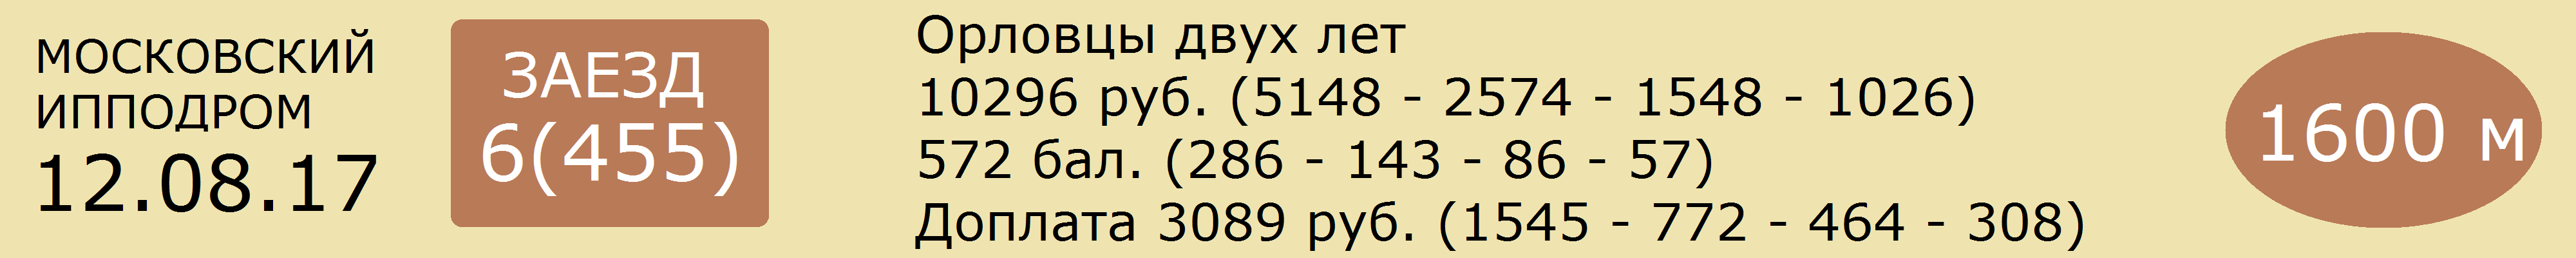 МОСКОВСКИЙ
ИППОДРОМ
12.08.17
ЗАЕЗД
6(455)
Орловцы двух лет
10296 руб. (5148 - 2574 - 1548 - 1026)
572 бал. (286 - 143 - 86 - 57)
Доплата 3089 руб. (1545 - 772 - 464 - 308)
1600 м